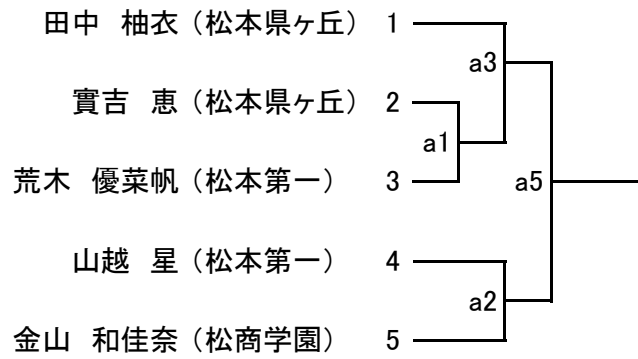 田中 柚衣 (松本県ヶ丘) 1
a3
實吉 恵 (松本県ヶ丘) 2
a1
荒木 優菜帆 (松本第一) 3
a5
山越 星 (松本第一) 4
a2
金山 和佳奈 (松商学園) 5